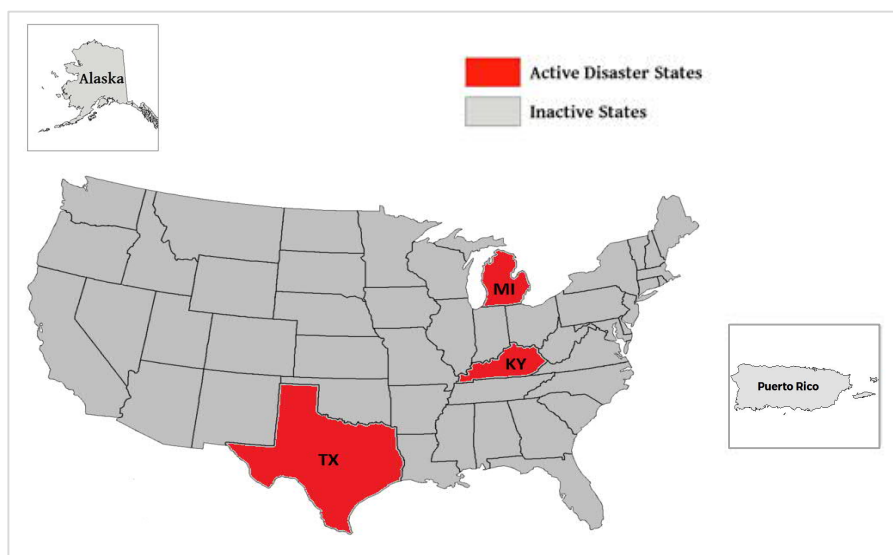 Alaska
Active Disaster States
Inactive States
MI
KY
TX
Puerto Rico